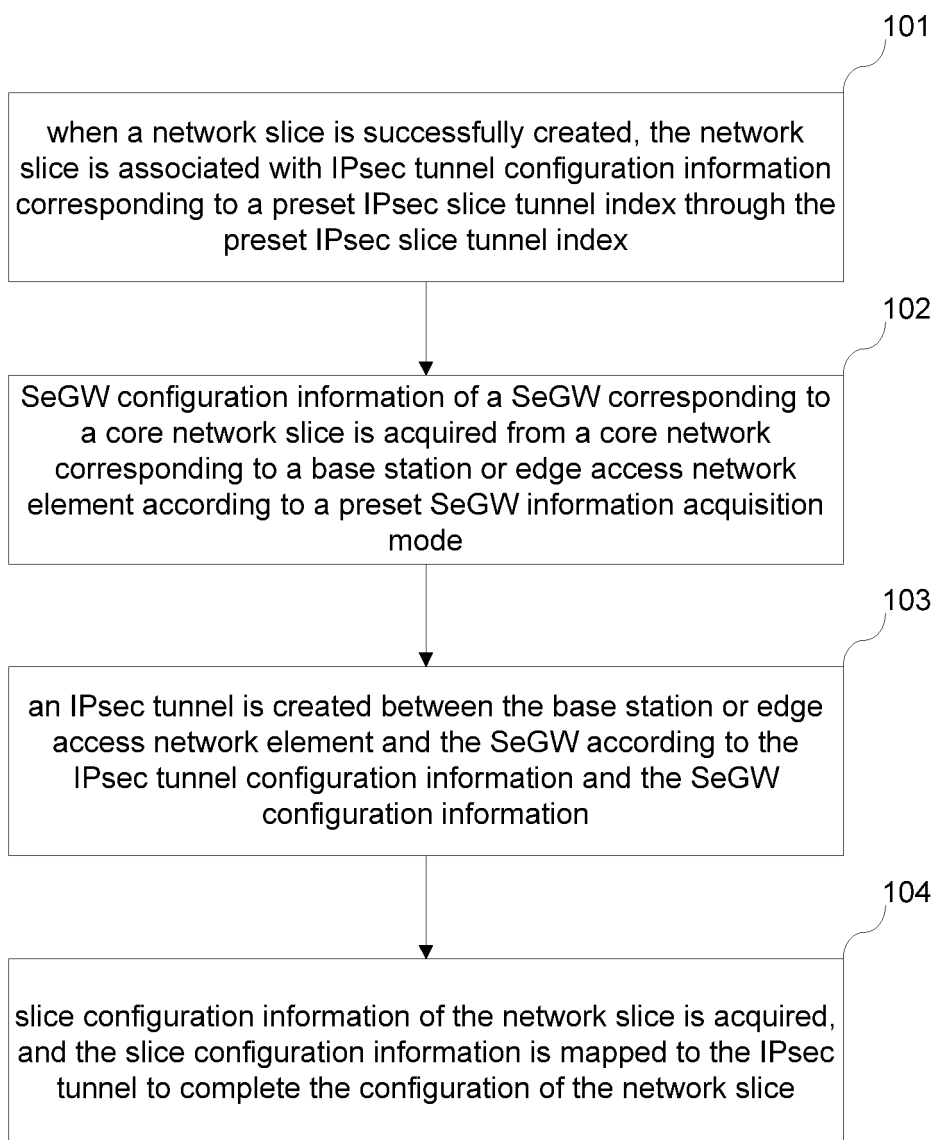 101
when a network slice is successfully created, the network
slice is associated with IPsec tunnel configuration information
corresponding to a preset IPsec slice tunnel index through the
preset IPsec slice tunnel index
102
SeGW configuration information of a SeGW corresponding to
a core network slice is acquired from a core network
corresponding to a base station or edge access network
element according to a preset SeGW information acquisition
mode
103
an IPsec tunnel is created between the base station or edge
access network element and the SeGW according to the
IPsec tunnel configuration information and the SeGW
configuration information
104
slice configuration information of the network slice is acquired,
and the slice configuration information is mapped to the IPsec
tunnel to complete the configuration of the network slice